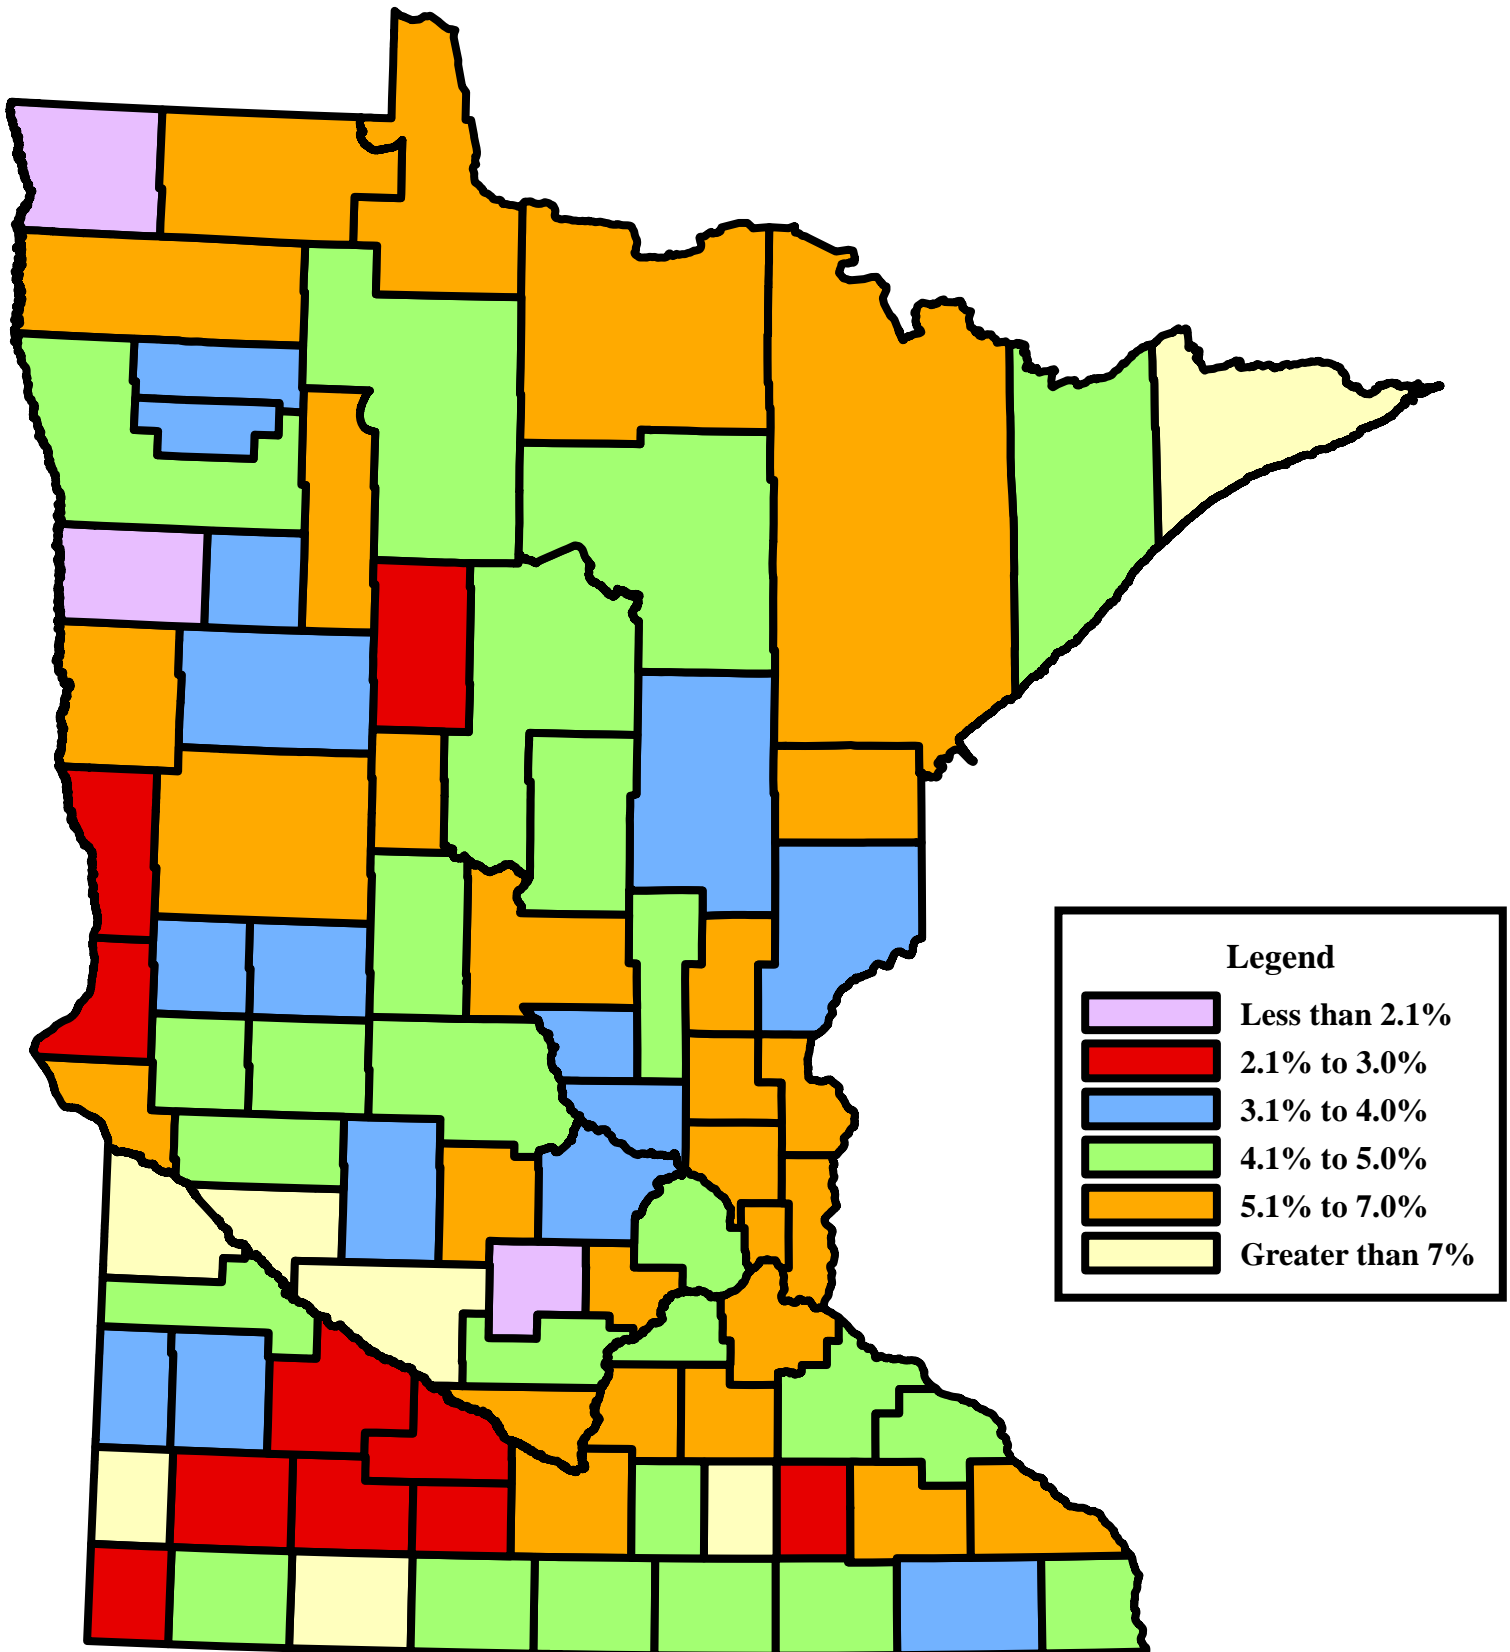 Legend
Less than 2.1%
2.1% to 3.0%
3.1% to 4.0%
4.1% to 5.0%
5.1% to 7.0%
Greater than 7%